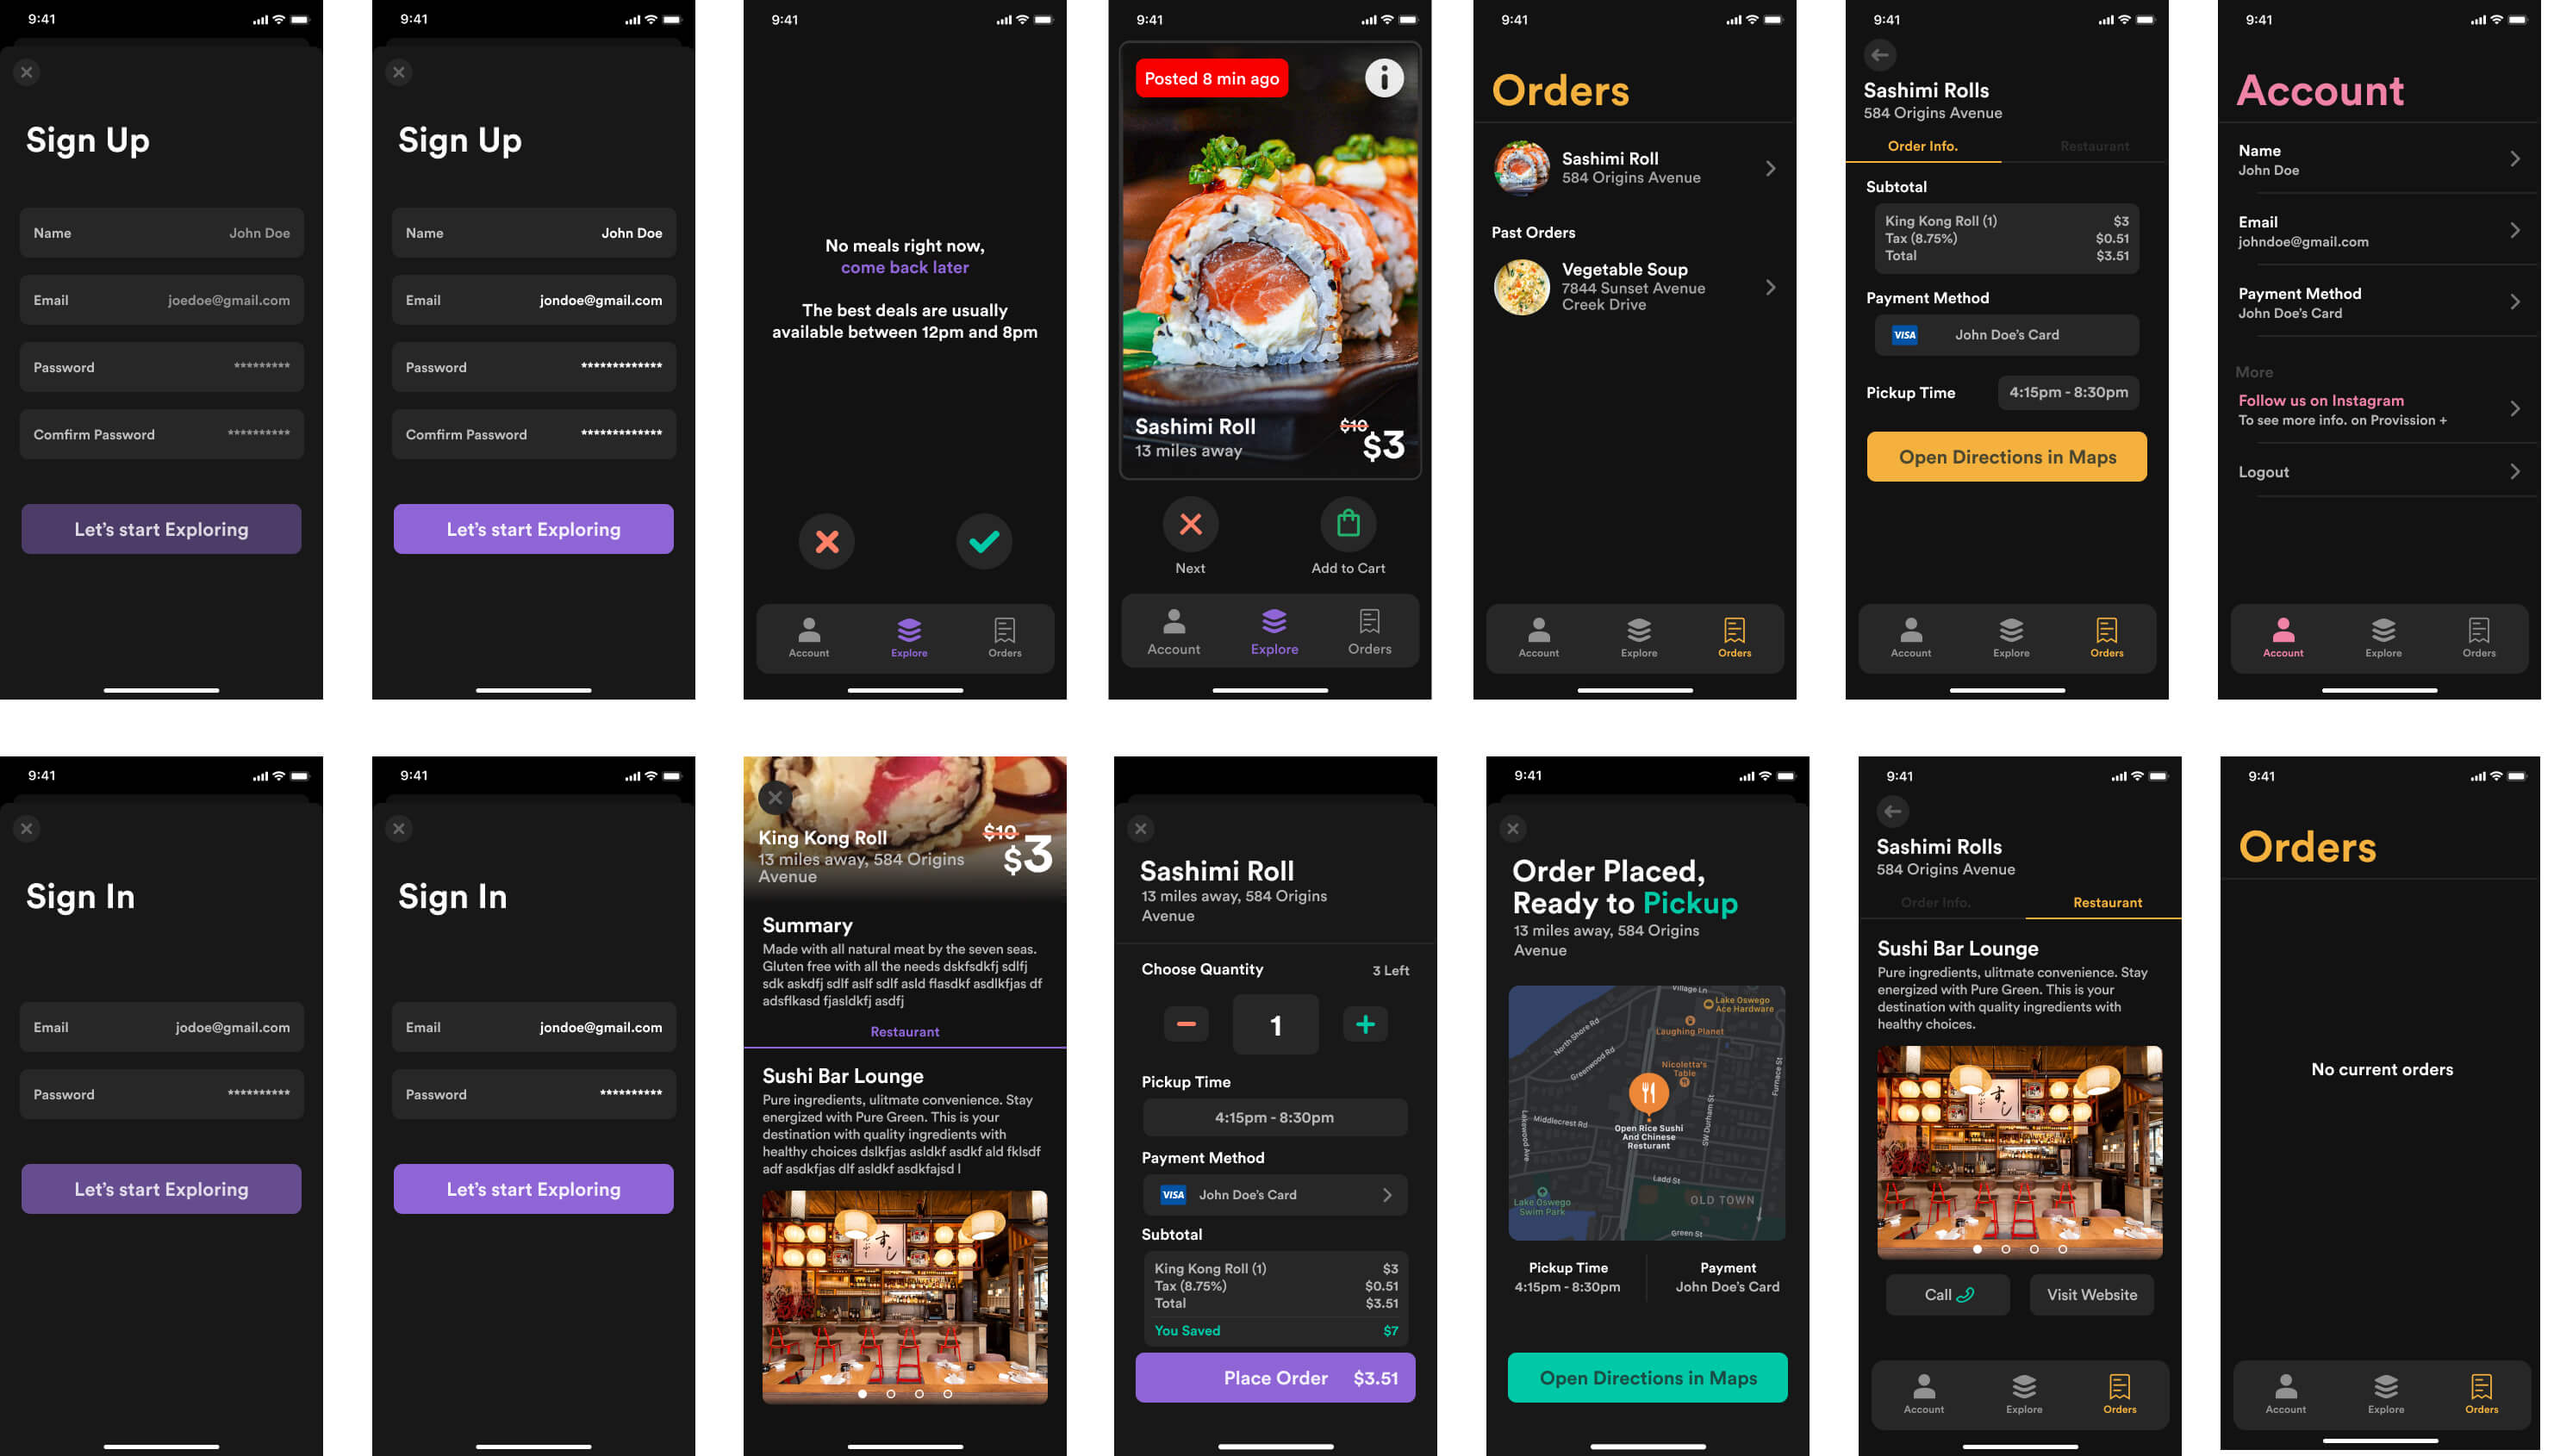 9:41
Sign Up
Name John Doe
Email joedoe@gmail.com
Password *********
Comfirm Password **********
Let's start Exploring
9:41
Sign Up
Name John Doe
Email jondoe@gmail.com
Password *************
Comfirm Password *************
Let's start Exploring
9:41
No meals right now,
come back later
The best deals are usually
available between 12pm and 8pm
Account Explore Orders
9:41
Posted 8 min ago
Sashimi Roll
13 miles away
$10
$3
Next Add to Cart
Account Explore Orders
9:41
Orders
Sashimi Roll
584 Origins Avenue
Past Orders
Vegetable Soup
7844 Sunset Avenue
Creek Drive
Account Explore Orders
9:41
Sashimi Rolls
584 Origins Avenue
Order Info. Restaurant
Subtotal
King Kong Roll (1) $3
Tax (8.75%) $0.51
Total $3.51
Payment Method
VISA John Doe's Card
Pickup Time 4:15pm - 8:30pm
Open Directions in Maps
Account Explore Orders
9:41
Account
Name
John Doe
Email
johndoe@gmail.com
Payment Method
John Doe's Card
More
Follow us on Instagram
To see more info. on Provission +
Logout
Account Explore Orders
9:41
Sign In
Email jodoe@gmail.com
Password **********
Let's start Exploring
9:41
Sign In
Email jondoe@gmail.com
Password **********
Let's start Exploring
King Kong Roll
13 miles away, 584 Origins
Avenue
$10
$3
Summary
Made with all natural meat by the seven seas.
Gluten free with all the needs dskfsdkfj sdlfj
sdk askdfj sdlf aslf sdlf asld flasdkf asdlkfjas df
adsflkasd fjasldkfj asdfj
Restaurant
Sushi Bar Lounge
Pure ingredients, ulitmate convenience. Stay
energized with Pure Green. This is your
destination with quality ingredients with
healthy choices dslkfjas asldkf asdkf ald fklsdf
adf asdkfjas dlf asldkf asdkfajsd l
Sashimi Roll
13 miles away, 584 Origins
Avenue
Choose Quantity 3 Left
1
Pickup Time
4:15pm - 8:30pm
Payment Method
VISA John Doe's Card
Subtotal
King Kong Roll (1) $3
Tax (8.75%) $0.51
Total $3.51
You Saved $7
Place Order $3.51
9:41
Order Placed,
Ready to Pickup
13 miles away, 584 Origins
Avenue
Village Ln
Lake Oswego
Ace Hardware
Laughing Planet
North Shore Rd
Greenwood Rd
Nicoletta's
Table
Furnace St
Lakewood Ave
Middlecrest Rd
SW Durham St
Open Rice Sushi
And Chinese
Resturant
Ladd St
OLD TOWN
Lake Oswego
Swim Park
Green St
Pickup Time Payment
4:15pm - 8:30pm John Doe's Card
Open Directions in Maps
9:41
Sashimi Rolls
584 Origins Avenue
Order Info. Restaurant
Sushi Bar Lounge
Pure ingredients, ulitmate convenience. Stay
energized with Pure Green. This is your
destination with quality ingredients with
healthy choices.
Call Visit Website
Account Explore Orders
9:41
Orders
No current orders
Account Explore Orders